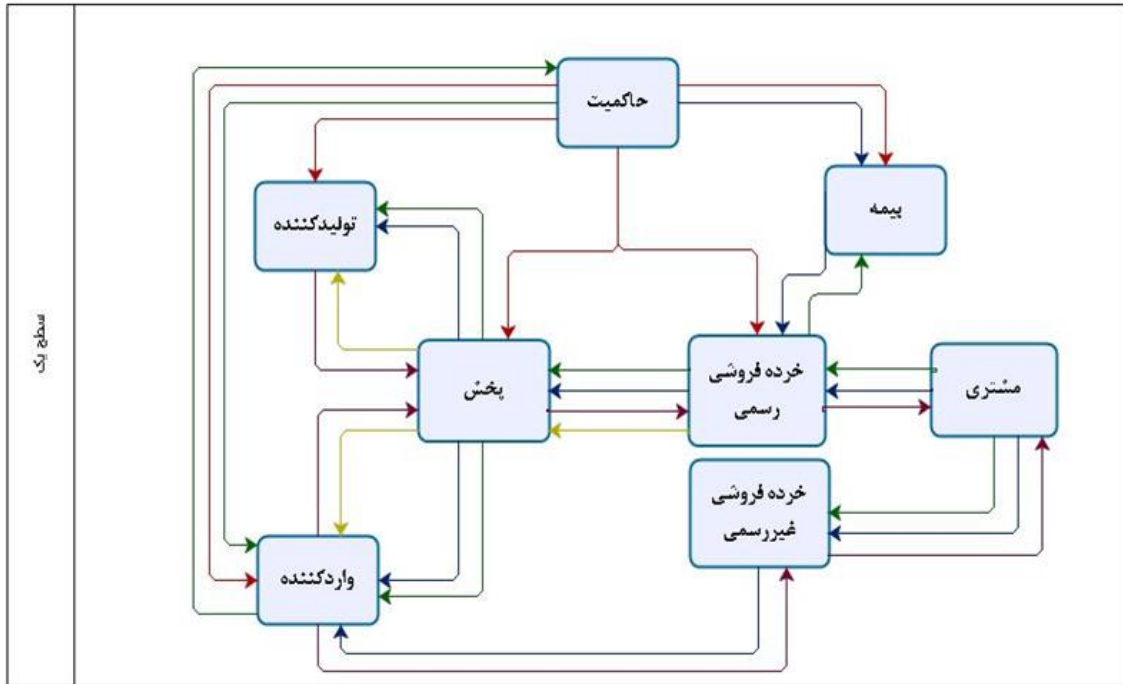 سطح یک
حاکمیت
بیمه
تولیدکننده
پخش
خرده فروشی
رسمی
مشتری
خرده فروشی
غیررسمی
واردکننده